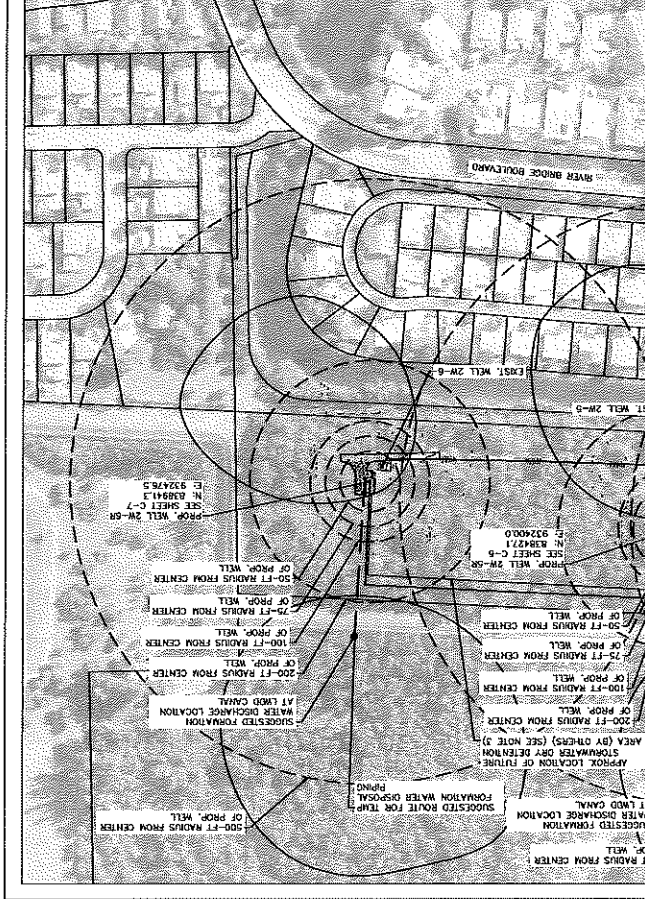 T RADIUS FROM CENTER
OP. WELL
UGGESTED FORMATION
ATER DISCHARGE LOCATION
T LWDD CANAL
500-FT RADIUS FROM CENTER
OF PROP. WELL
SUGGESTED ROUTE FOR TEMP
FORMATION WATER DISPOSAL
PIPING
APPROX. LOCATION OF FUTURE
STORMWATER DRY DETENTION
AREA (BY OTHERS) (SEE NOTE 3)
200-FT RADIUS FROM CENTER
OF PROP. WELL
100-FT RADIUS FROM CENTER
OF PROP. WELL
75-FT RADIUS FROM CENTER
OF PROP. WELL
50-FT RADIUS FROM CENTER
OF PROP. WELL
SUGGESTED FORMATION
WATER DISCHARGE LOCATION
AT LWDD CANAL
200-FT RADIUS FROM CENTER
OF PROP. WELL
100-FT RADIUS FROM CENTER
OF PROP. WELL
75-FT RADIUS FROM CENTER
OF PROP. WELL
50-FT RADIUS FROM CENTER
OF PROP. WELL
PROP. WELL 2W-5R
SEE SHEET C-6
N: 838427.1
E: 932400.0
PROP. WELL 2W-6R
SEE SHEET C-7
N: 838941.3
E: 932476.5
ST. WELL 2W-5
EXIST. WELL 2W-6
RIVER BRIDGE BOULEVARD